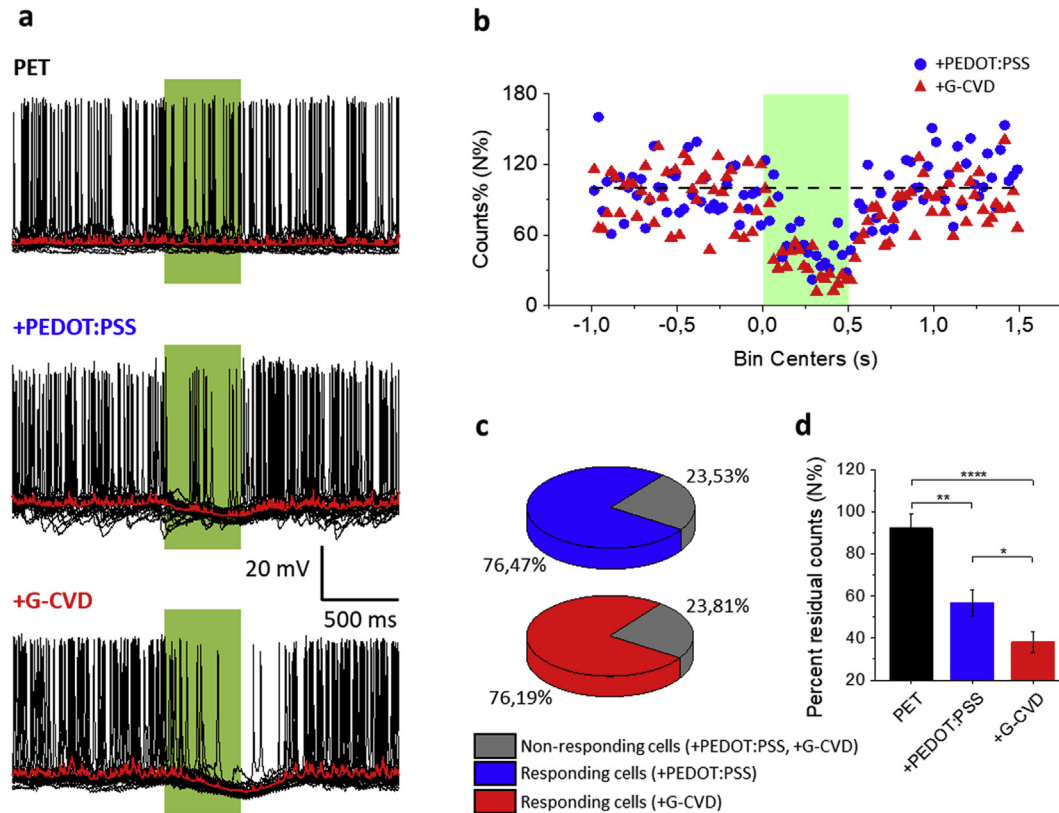 a
PET
+PEDOT:PSS
20 mV
500 ms
+G-CVD
b
+PEDOT:PSS
+G-CVD
180
120
60
0
Counts% (N%)
-1,0 -0,5 0,0 0,5 1,0 1,5
Bin Centers (s)
c
23,53%
76,47%
23,81%
76,19%
Non-responding cells (+PEDOT:PSS, +G-CVD)
Responding cells (+PEDOT:PSS)
Responding cells (+G-CVD)
d
Percent residual counts (N%)
120
100
80
60
40
20
****
**
*
PET
+PEDOT:PSS
+G-CVD